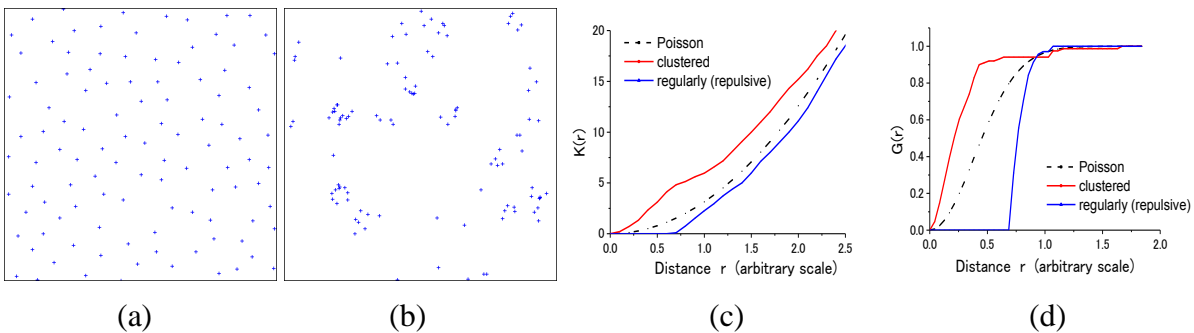 20
15
10
5
0
K(r)
Poisson
clustered
regularly (repulsive)
0.0 0.5 1.0 1.5 2.0 2.5
Distance r (arbitrary scale)
1.0
0.8
0.6
0.4
0.2
0.0
G(r)
Poisson
clustered
regularly (repulsive)
0.0 0.5 1.0 1.5 2.0
Distance r (arbitrary scale)
(a) (b) (c) (d)